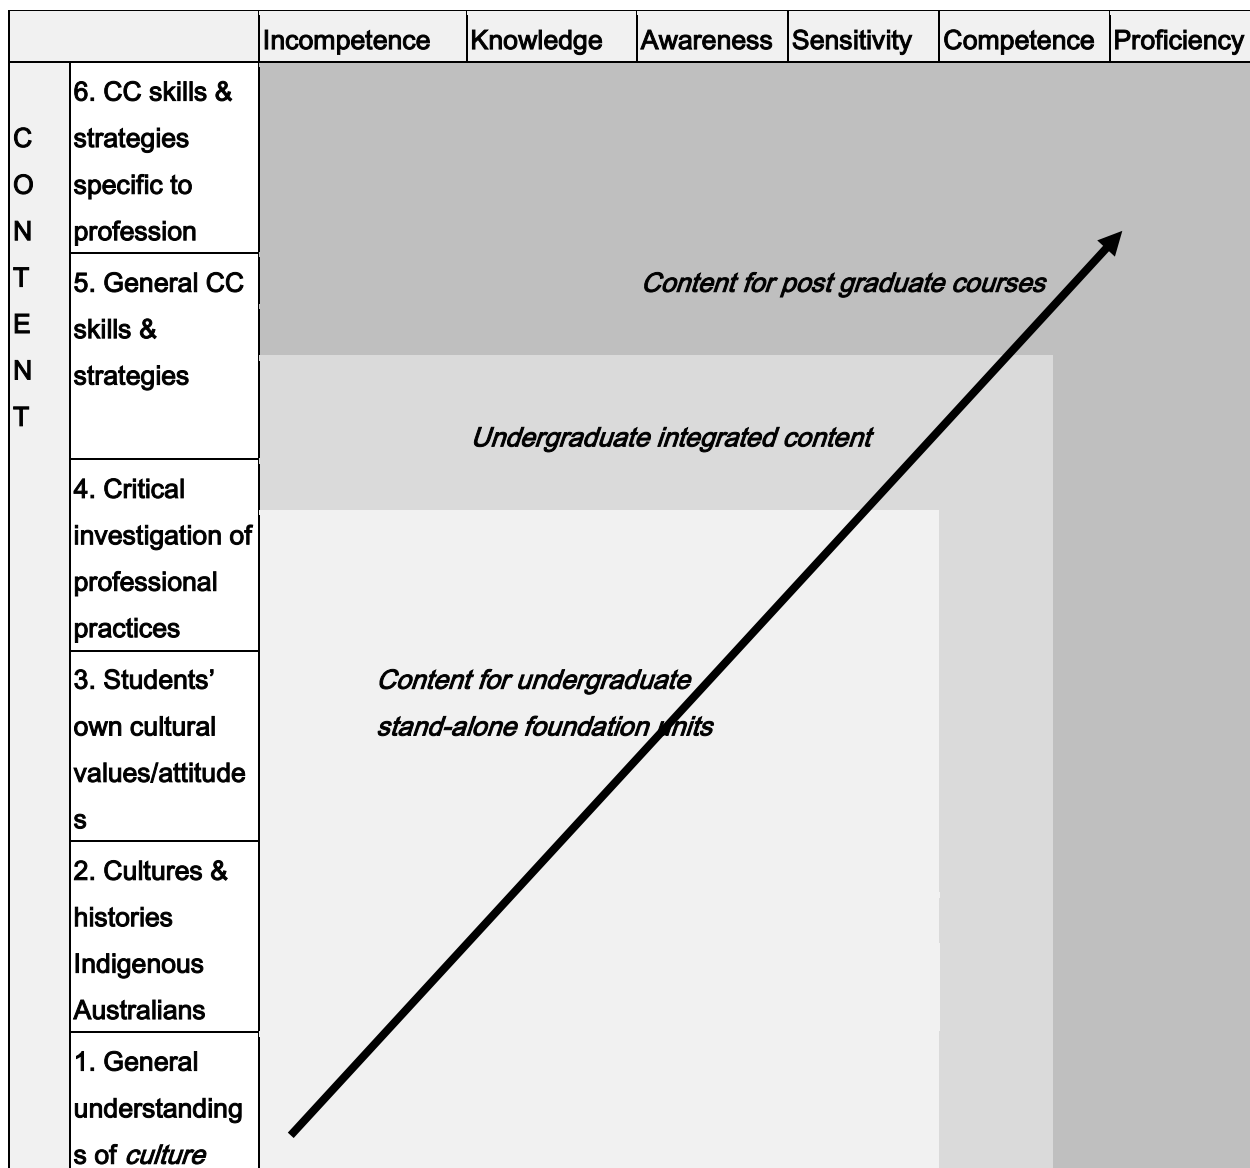 Incompetence Knowledge Awareness Sensitivity Competence Proficiency
C
O
N
T
E
N
T
6. CC skills &
strategies
specific to
profession
5. General CC
skills &
strategies
4. Critical
investigation of
professional
practices
3. Students’
own cultural
values/attitude
s
2. Cultures &
histories
Indigenous
Australians
1. General
understanding
s of culture
Content for post graduate courses
Undergraduate integrated content
Content for undergraduate
stand-alone foundation units